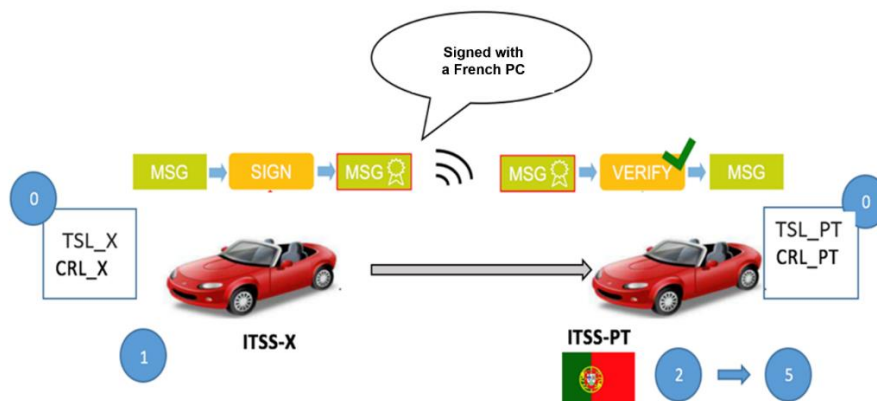 Signed with
a French PC
MSG
SIGN
MSG
MSG
VERIFY
MSG
0
TSL_X
CRL_X
0
TSL_PT
CRL_PT
ITSS-X
ITSS-PT
1
2
5